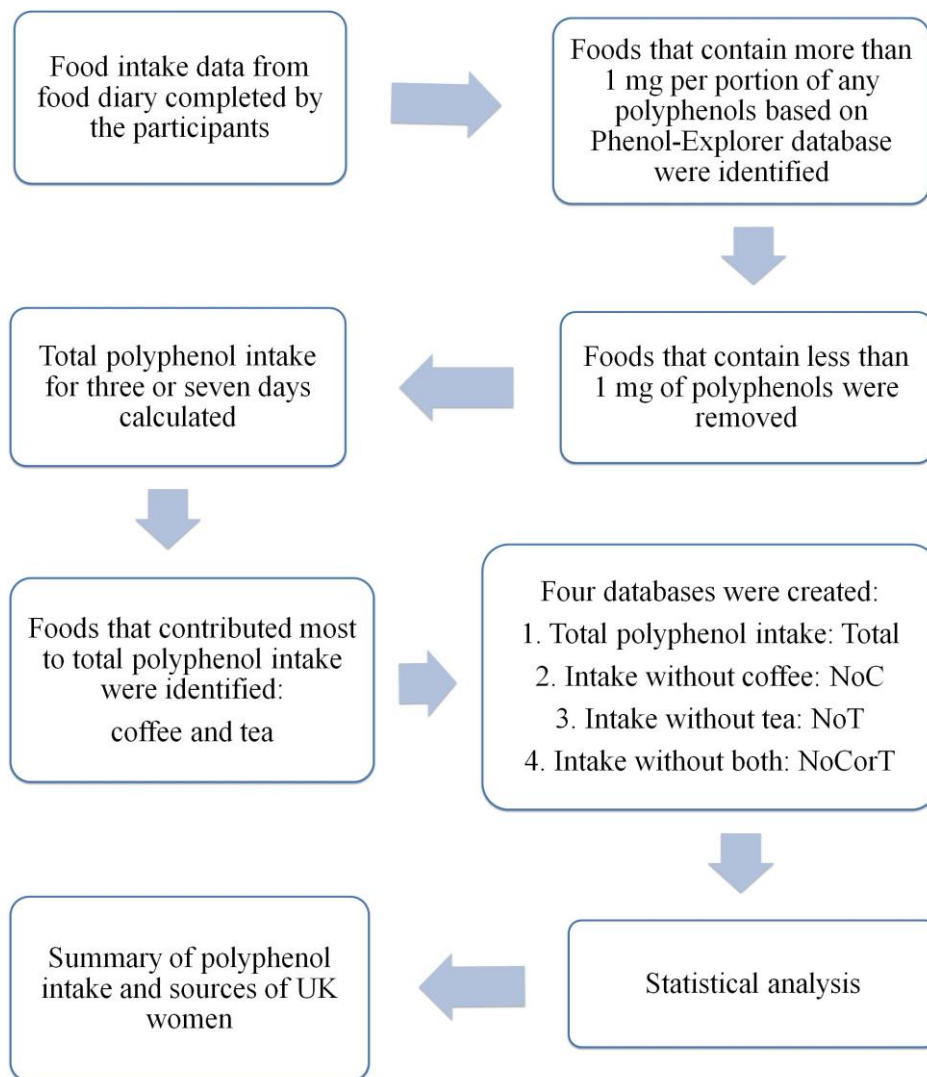 Food intake data from
food diary completed by
the participants
Foods that contain more than
1 mg per portion of any
polyphenols based on
Phenol-Explorer database
were identified
Foods that contain less than
1 mg of polyphenols were
removed
Total polyphenol intake
for three or seven days
calculated
Foods that contributed most
to total polyphenol intake
were identified:
coffee and tea
Four databases were created:
1. Total polyphenol intake: Total
2. Intake without coffee: NoC
3. Intake without tea: NoT
4. Intake without both: NoCorT
Statistical analysis
Summary of polyphenol
intake and sources of UK
women